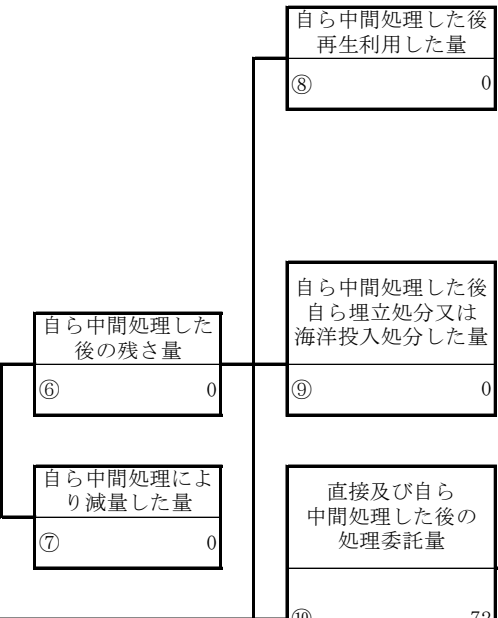 自ら中間処理した後
再生利用した量
⑧ 0
自ら中間処理した後
自ら埋立処分又は
海洋投入処分した量
⑨ 0
自ら中間処理した
後の残さ量
⑥ 0
自ら中間処理によ
り減量した量
⑦ 0
直接及び自ら
中間処理した後の
処理委託量
⑩ 72